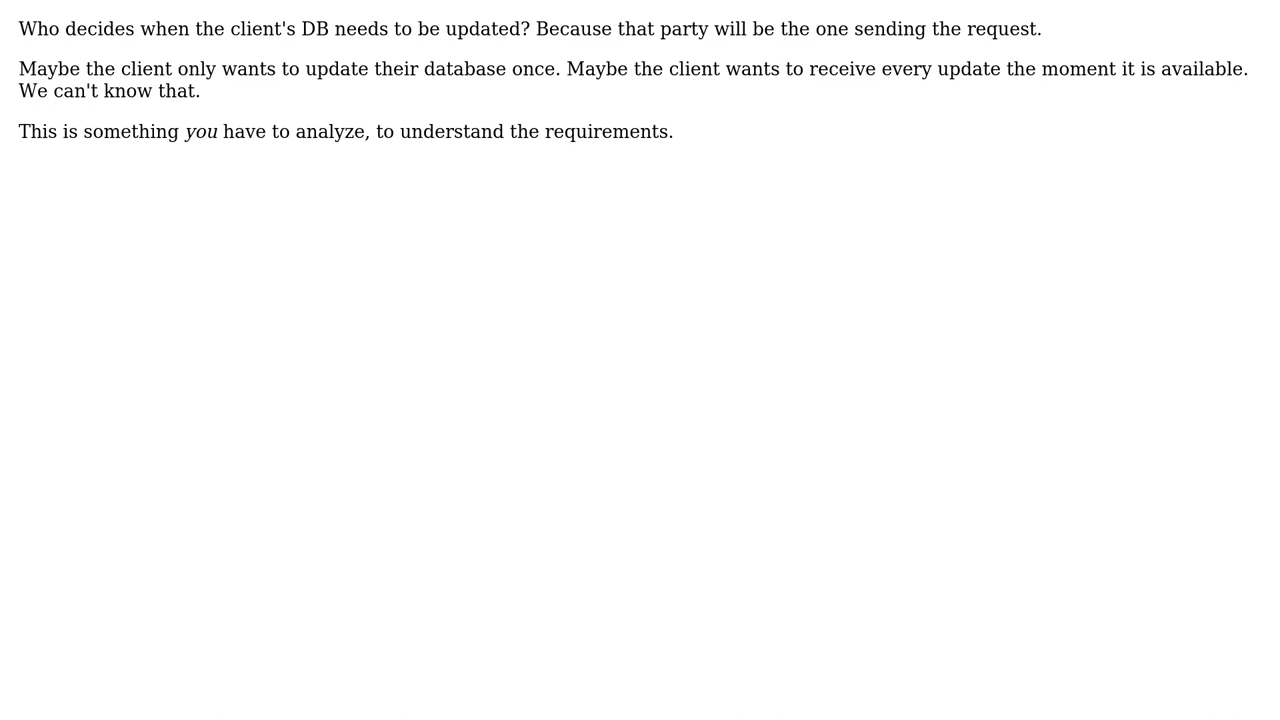 Who decides when the client's DB needs to be updated? Because that party will be the one sending the request.
Maybe the client only wants to update their database once. Maybe the client wants to receive every update the moment it is available.
We can't know that.
This is something you have to analyze, to understand the requirements.